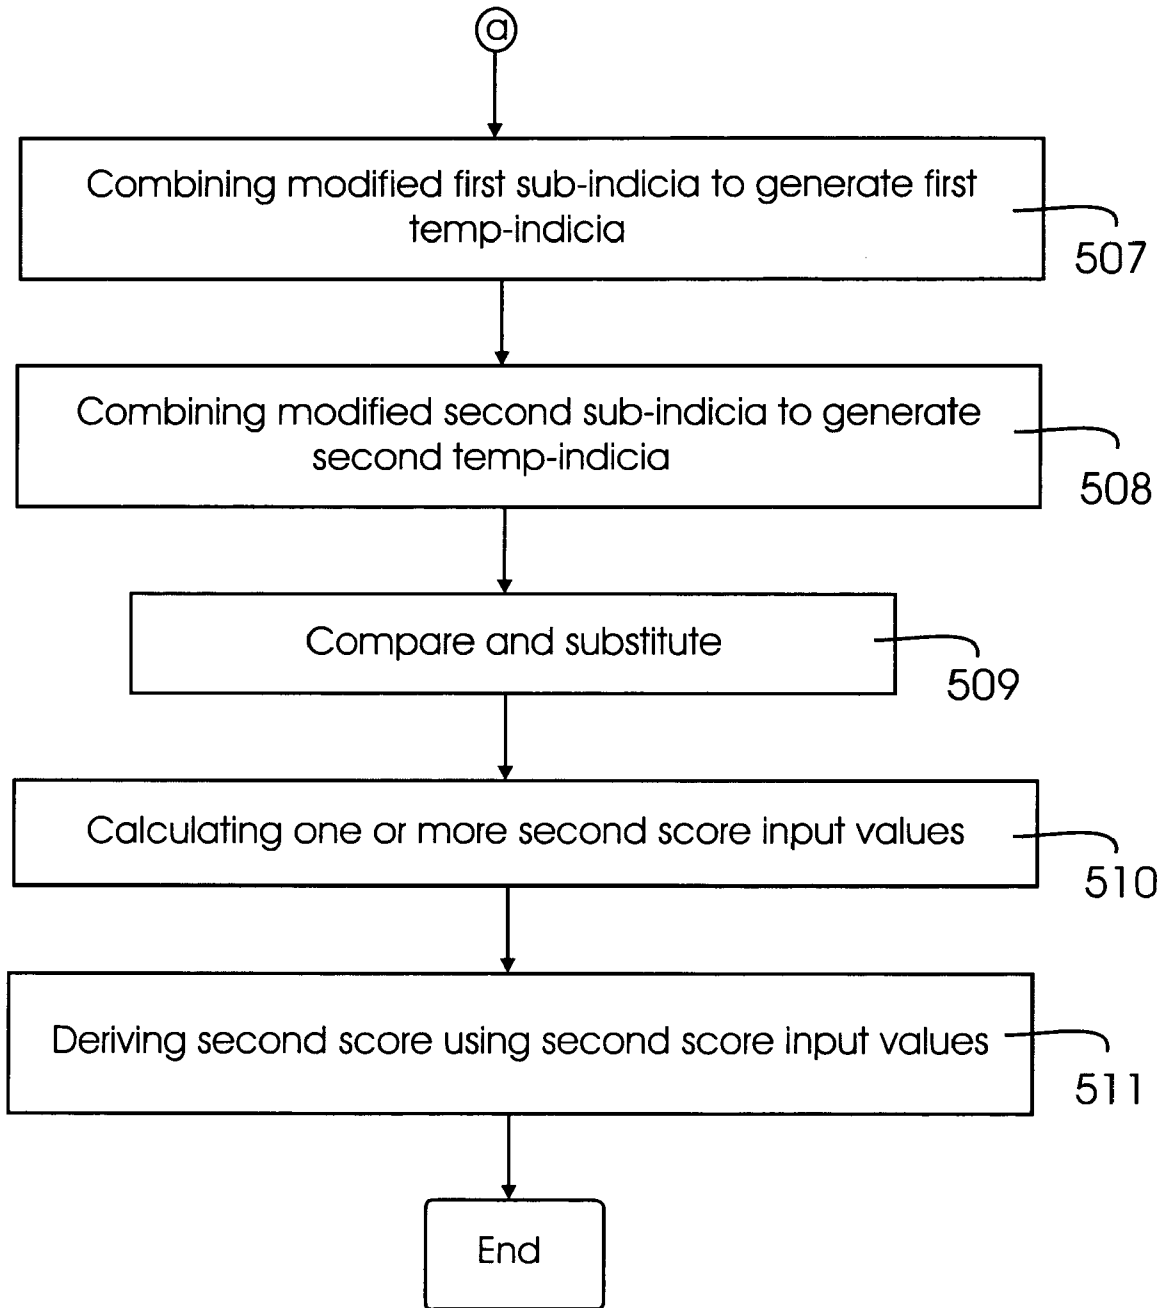 a
Combining modified first sub-indicia to generate first
temp-indicia
507
Combining modified second sub-indicia to generate
second temp-indicia
508
Compare and substitute
509
Calculating one or more second score input values
510
Deriving second score using second score input values
511
End